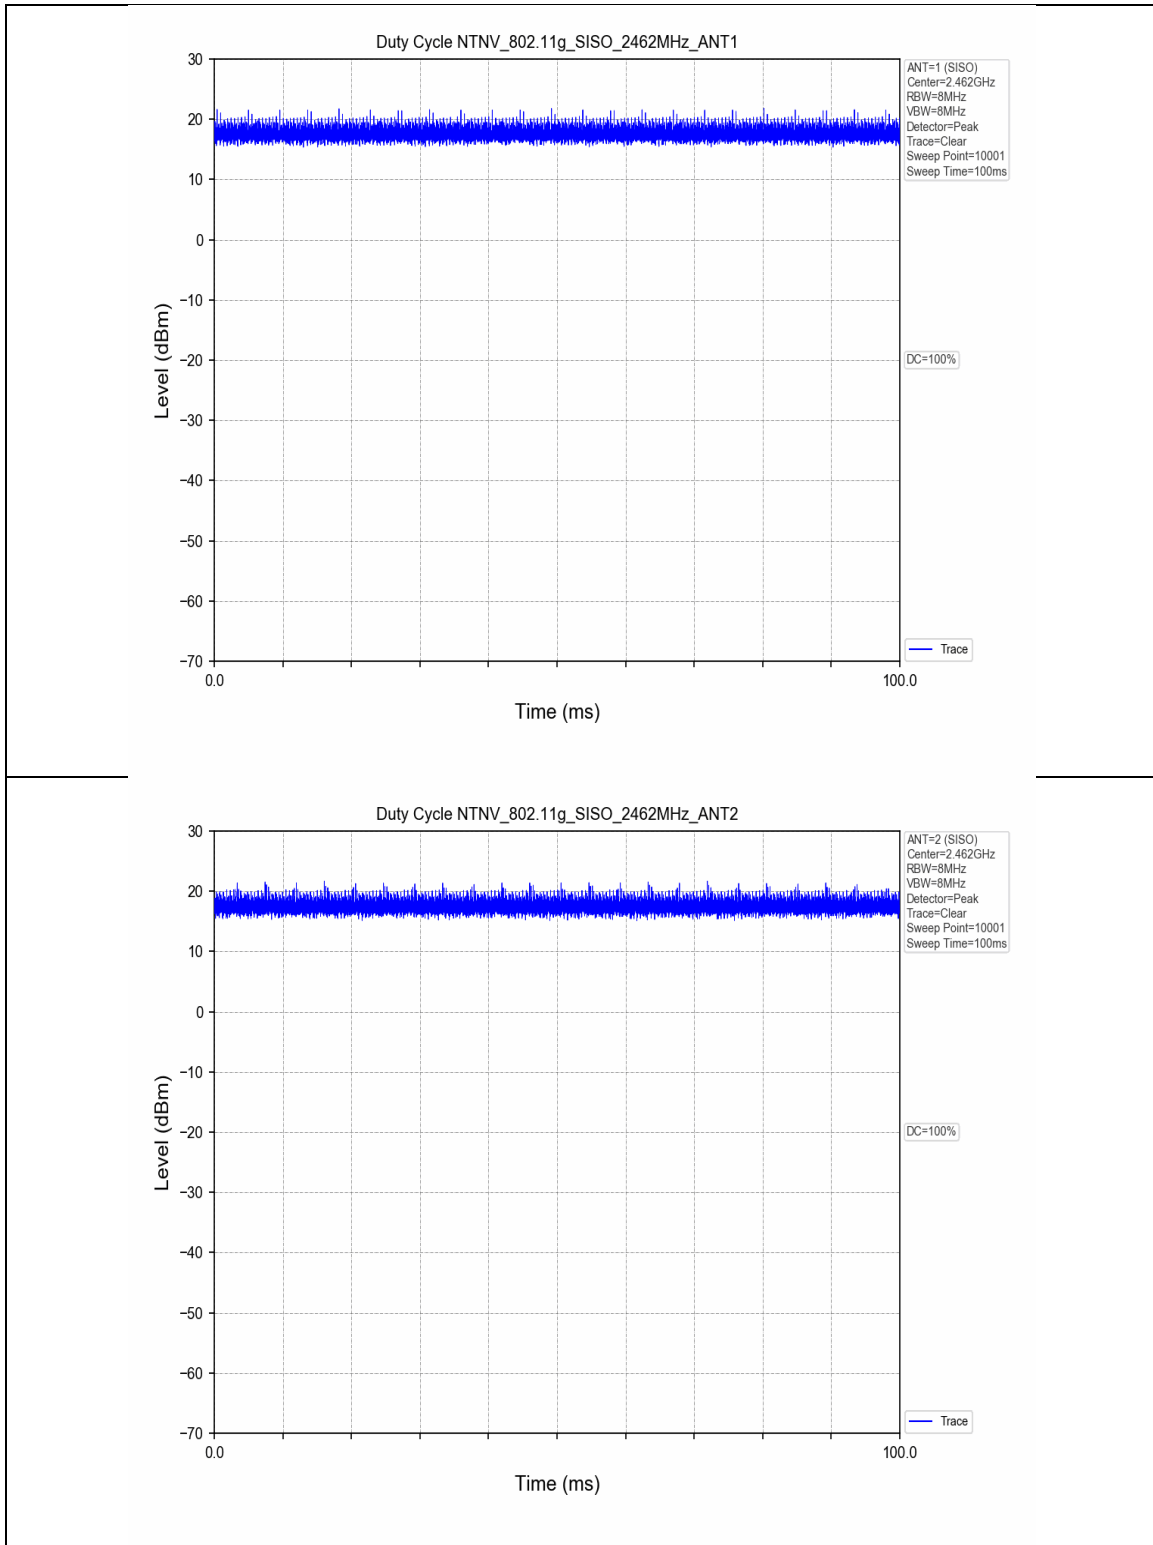 Duty Cycle NTNV_802.11g_SISO_2462MHz_ANT1
30
20
10
0
−10
−20
−30
−40
−50
−60
−70
Level (dBm)
0.0
100.0
Time (ms)
ANT=1 (SISO)
Center=2.462GHz
RBW=8MHz
VBW=8MHz
Detector=Peak
Trace=Clear
Sweep Point=10001
Sweep Time=100ms
DC=100%
Trace
Duty Cycle NTNV_802.11g_SISO_2462MHz_ANT2
30
20
10
0
−10
−20
−30
−40
−50
−60
−70
Level (dBm)
0.0
100.0
Time (ms)
ANT=2 (SISO)
Center=2.462GHz
RBW=8MHz
VBW=8MHz
Detector=Peak
Trace=Clear
Sweep Point=10001
Sweep Time=100ms
DC=100%
Trace